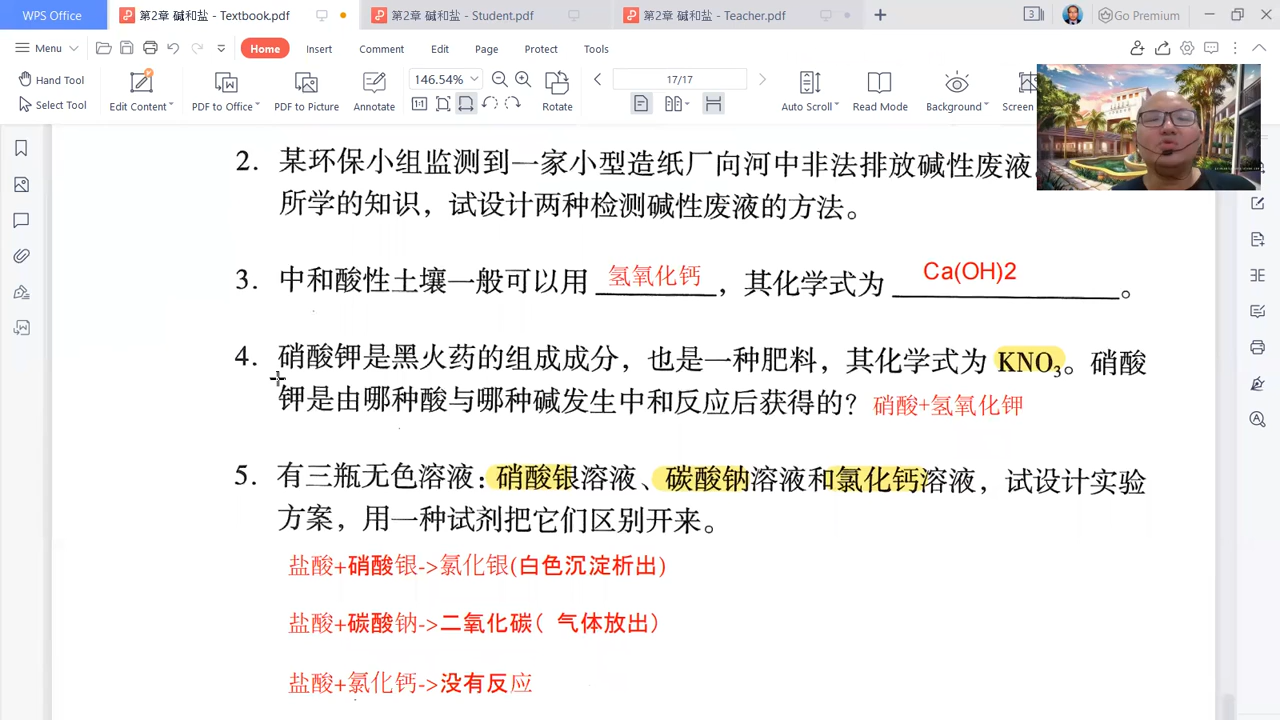 WPS Office
第2章 碱和盐 - Textbook.pdf
第2章 碱和盐 - Student.pdf
第2章 碱和盐 - Teacher.pdf
3
Go Premium
Menu
Home
Insert
Comment
Edit
Page
Protect
Tools
Hand Tool
Select Tool
Edit Content
PDF to Office
PDF to Picture
Annotate
146.54%
Rotate
17/17
Auto Scroll
Read Mode
Background
Screen
2. 某环保小组监测到一家小型造纸厂向河中非法排放碱性废液。
所学的知识，试设计两种检测碱性废液的方法。
3. 中和酸性土壤一般可以用 氢氧化钙 ，其化学式为 Ca(OH)2 。
4. 硝酸钾是黑火药的组成成分，也是一种肥料，其化学式为 KNO₃。硝酸
钾是由哪种酸与哪种碱发生中和反应后获得的？ 硝酸+氢氧化钾
5. 有三瓶无色溶液：硝酸银溶液、碳酸钠溶液和氯化钙溶液，试设计实验
方案，用一种试剂把它们区别开来。
盐酸+硝酸银->氯化银(白色沉淀析出)
盐酸+碳酸钠->二氧化碳( 气体放出)
盐酸+氯化钙->没有反应